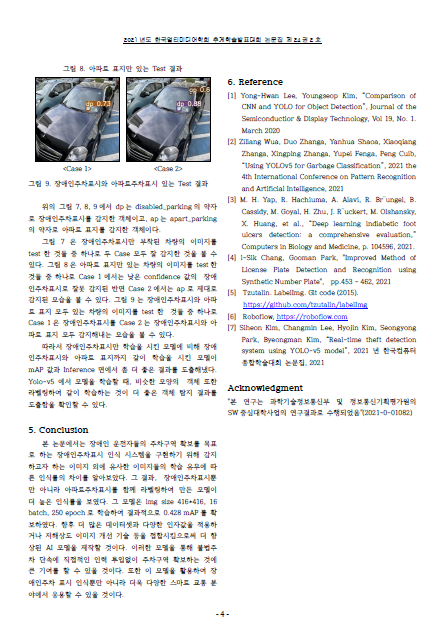 2021년도 한국멀티미디어학회 추계학술발표대회 논문집 제24권 2호
그림 8. 아파트 표지만 있는 Test 결과
dp 0.73
ap 0.6
dp 0.88
<Case 1>
<Case 2>
그림 9. 장애인주차표시와 아파트주차표시 있는 Test 결과
위의 그림 7, 8, 9 에서 dp 는 disabled_parking 의 약자
로 장애인주차표를 감지한 객체이고, ap 는 apart_parking
의 약자로 아파트 표지를 감지한 객체이다.
그림 7 은 장애인주차표시만 부착된 차량의 이미지를
test 한 것들 중 하나로 두 Case 모두 잘 감지한 것을 볼 수
있다. 그림 8 은 아파트 표지만 있는 차량의 이미지를 test 한
것들 중 하나로 Case 1 에서는 낮은 confidence 값의 장애
인주차표시로 잘못 감지된 반면 Case 2 에서는 ap 로 제대로
감지된 모습을 볼 수 있다. 그림 9 는 장애인주차표시와 아파
트 표지 모두 있는 차량의 이미지를 test 한 것들 중 하나로
Case 1 은 장애인주차표시를 Case 2 는 장애인주차표시와 아
파트 표지 모두 감지해내는 모습을 볼 수 있다.
따라서 장애인주차표시만 학습을 시킨 모델에 비해 장애
인주차표시와 아파트 표지까지 같이 학습을 시킨 모델이
mAP 값과 Inference 면에서 좀 더 좋은 결과를 도출해냈다.
Yolo-v5 에서 모델을 학습할 때, 비슷한 모양의 객체 또한
라벨링하여 같이 학습하는 것이 더 좋은 객체 탐지 결과를
도출함을 확인할 수 있다.
5. Conclusion
본 논문에서는 장애인 운전자들의 주차구역 확보를 목표
로 하는 장애인주차표시 인식 시스템을 구현하기 위해 감지
하고자 하는 이미지 외에 유사한 이미지들의 학습 유무에 따
른 인식률의 차이를 알아보았다. 그 결과, 장애인주차표시뿐
만 아니라 아파트주차표시를 함께 라벨링하여 만든 모델이
더 높은 인식률을 보였다. 그 모델은 img size 416*416, 16
batch, 250 epoch 로 학습하여 결과적으로 0.428 mAP 를 확
보하였다. 향후 더 많은 데이터셋과 다양한 인자값을 적용하
거나 저해상도 이미지 개선 기술 등을 접합시킴으로써 더 향
상된 AI 모델을 제작할 것이다. 이러한 모델을 통해 불법주
차 단속에 직접적인 인력 투입없이 주차구역 확보하는 것에
큰 기여를 할 수 있을 것이다. 또한 이 모델을 활용하여 장
애인주차 표시 인식뿐만 아니라 더욱 다양한 스마트 교통 분
야에서 응용할 수 있을 것이다.
6. Reference
[1] Yong-Hwan Lee, Youngseop Kim, "Comparison of
CNN and YOLO for Object Detection", Journal of the
Semiconductior & Display Technology, Vol 19, No. 1.
March 2020
[2] Ziliang Wua, Duo Zhanga, Yanhua Shaoa, Xiaoqiang
Zhanga, Xingping Zhanga, Yupei Fenga, Peng Cuib,
"Using YOLOv5 for Garbage Classification", 2021 the
4th International Conference on Pattern Recognition
and Artificial Intelligence, 2021
[3] M. H. Yap, R. Hachiuma, A. Alavi, R. Br¨ungel, B.
Cassidy, M. Goyal, H. Zhu, J. R¨uckert, M. Olshansky,
X. Huang, et al., "Deep learning indiabetic foot
ulcers detection: a comprehensive evaluation,"
Computers in Biology and Medicine, p. 104596, 2021.
[4] I-Sik Chang, Gooman Park, "Improved Method of
License Plate Detection and Recognition using
Synthetic Number Plate", pp 453 - 462, 2021
[5] Tzutalin. LabelImg. Git code (2015).
https://github.com/tzutalin/labelImg
[6] Roboflow, https://roboflow.com
[7] Siheon Kim, Changmin Lee, Hyojin Kim, Seongyong
Park, Byeongman Kim, "Real-time theft detection
system using YOLO-v5 model", 2021 년 한국컴퓨터
종합학술대회 논문집, 2021
Acknowledgment
"본 연구는 과학기술정보통신부 및 정보통신기획평가원의
SW 중심대학사업의 연구결과로 수행되었음"(2021-0-01082)
- 4 -